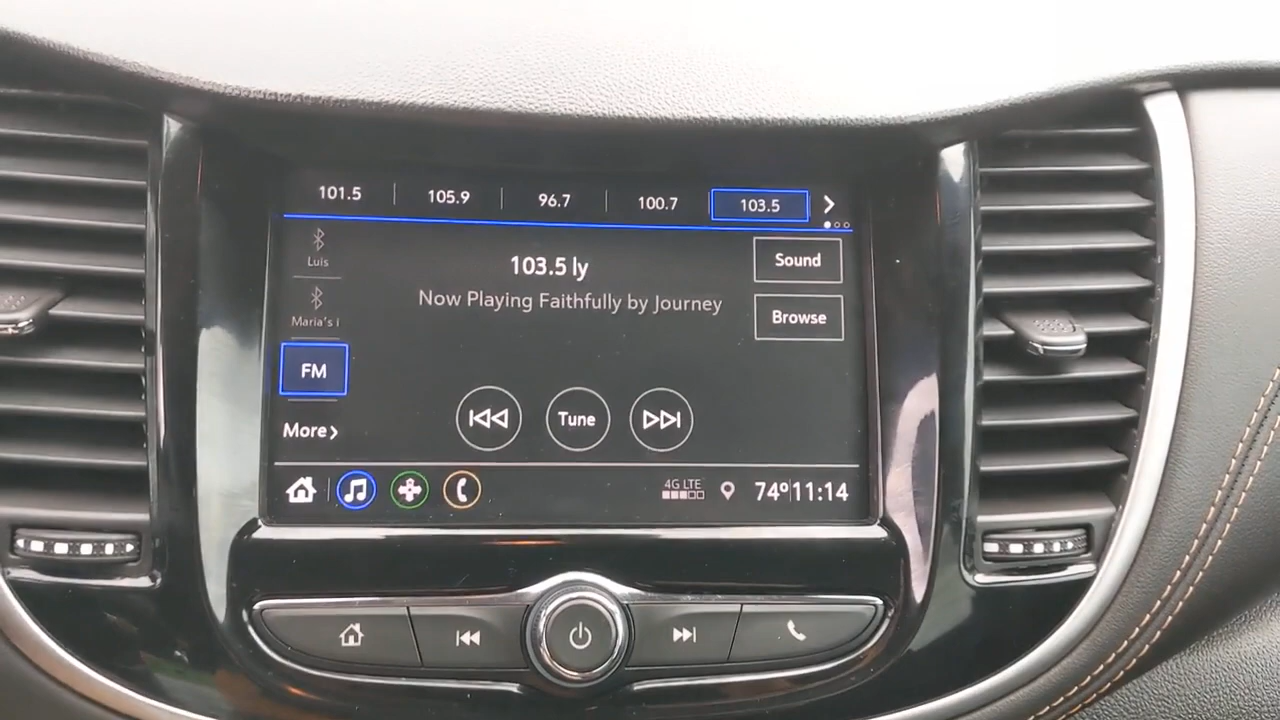 101.5 105.9 96.7 100.7 103.5
Luis
Maria's i
FM
More
103.5 ly
Now Playing Faithfully by Journey
Sound
Browse
Tune
4G LTE
74° 11:14